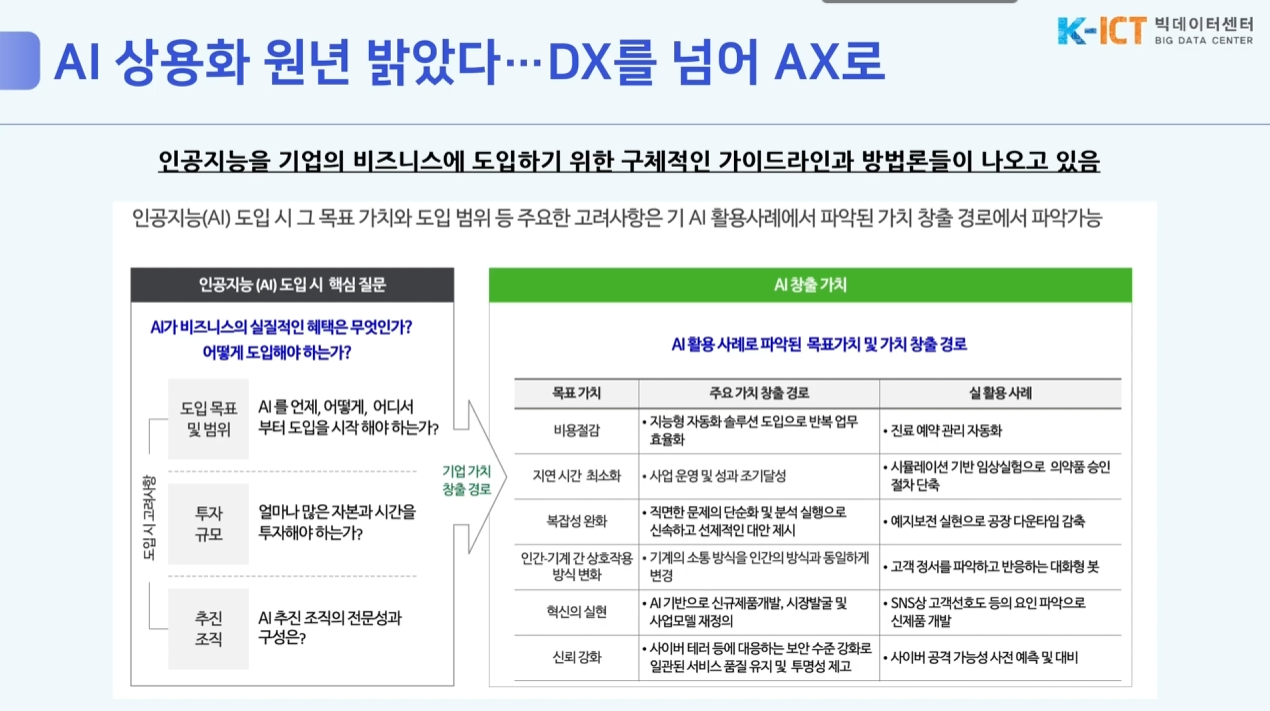 AI 상용화 원년 밝았다…DX를 넘어 AX로
K-ICT 빅데이터센터
BIG DATA CENTER
인공지능을 기업의 비즈니스에 도입하기 위한 구체적인 가이드라인과 방법론들이 나오고 있음
인공지능(AI) 도입 시 그 목표 가치와 도입 범위 등 주요한 고려사항은 기 AI 활용사례에서 파악된 가치 창출 경로에서 파악가능
인공지능 (AI) 도입 시 핵심 질문
AI가 비즈니스의 실질적인 혜택은 무엇인가?
어떻게 도입해야 하는가?
도입 시 고려사항
도입 목표
및 범위
AI 를 언제, 어떻게, 어디서
부터 도입을 시작 해야 하는가?
투자
규모
얼마나 많은 자본과 시간을
투자해야 하는가?
추진
조직
AI 추진 조직의 전문성과
구성은?
기업 가치
창출 경로
AI 창출 가치
AI 활용 사례로 파악된 목표가치 및 가치 창출 경로
목표 가치
주요 가치 창출 경로
실 활용 사례
비용절감
• 지능형 자동화 솔루션 도입으로 반복 업무
효율화
• 진료 예약 관리 자동화
지연 시간 최소화
• 사업 운영 및 성과 조기달성
• 시뮬레이션 기반 임상실험으로 의약품 승인
절차 단축
복잡성 완화
• 직면한 문제의 단순화 및 분석 실행으로
신속하고 선제적인 대안 제시
• 예지보전 실현으로 공장 다운타임 감축
인간-기계 간 상호작용
방식 변화
• 기계의 소통 방식을 인간의 방식과 동일하게
변경
• 고객 정서를 파악하고 반응하는 대화형 봇
혁신의 실현
• AI 기반으로 신규제품개발, 시장발굴 및
사업모델 재정의
• SNS상 고객선호도 등의 요인 파악으로
신제품 개발
신뢰 강화
• 사이버 테러 등에 대응하는 보안 수준 강화로
일관된 서비스 품질 유지 및 투명성 제고
• 사이버 공격 가능성 사전 예측 및 대비